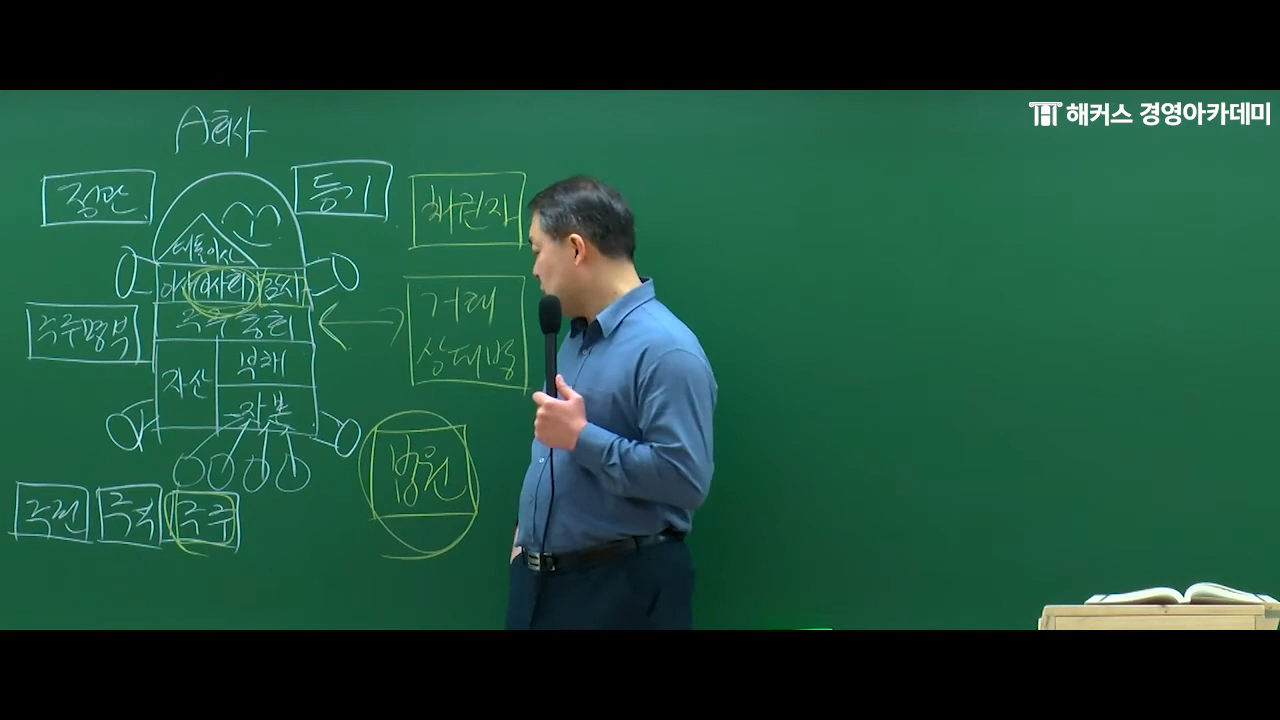 해커스 경영아카데미
A회사
정관
등기
채권자
대표이사
이사(이사회)
감사
주주명부
주주총회
거래
상대방
자산
부채
자본
법원
주권
주식
주주